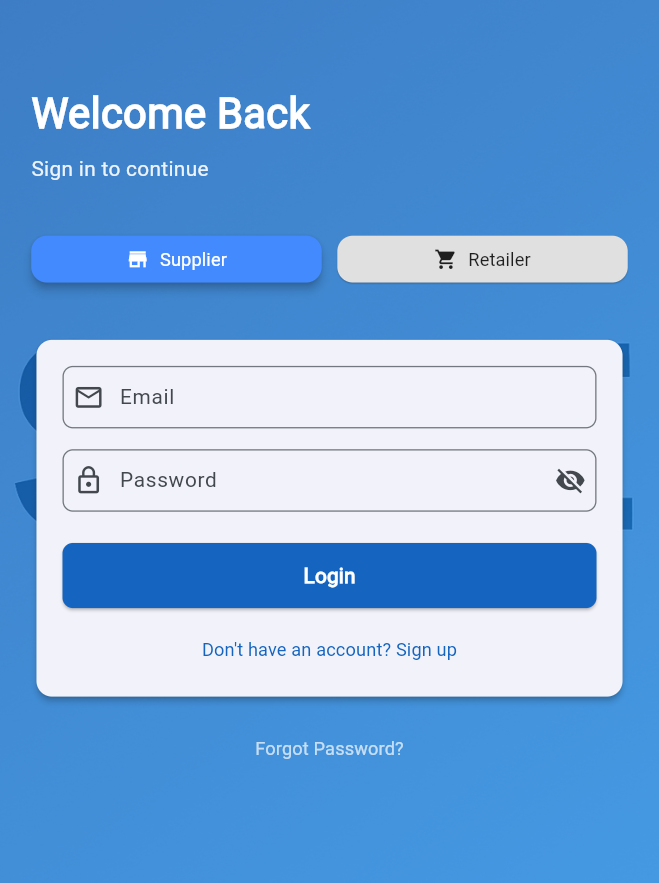 Welcome Back
Sign in to continue
Supplier
Retailer
Email
Password
Login
Don't have an account? Sign up
Forgot Password?